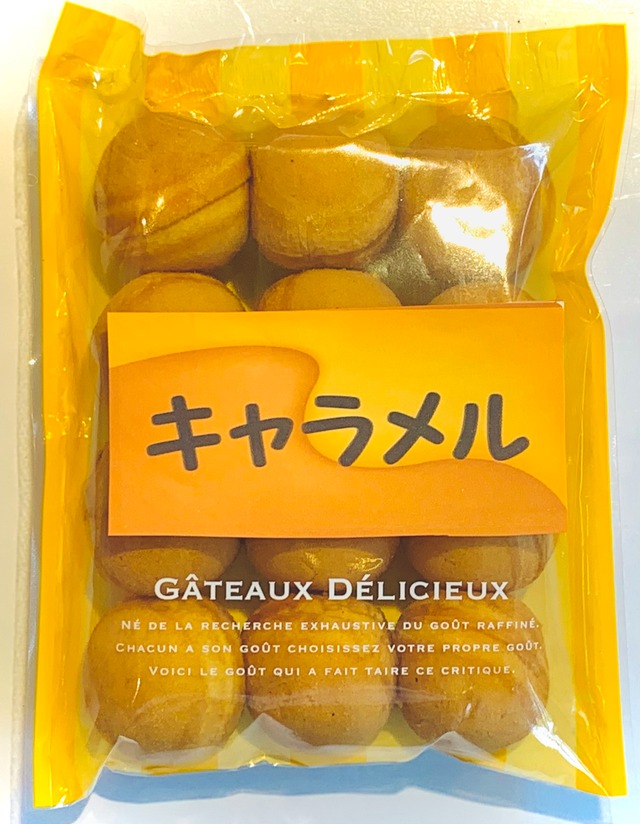 キャラメル
GÂTEAUX DÉLICIEUX
NÉ DE LA RECHERCHE EXHAUSTIVE DU GOÛT RAFFINÉ.
CHACUN A SON GOÛT CHOISISSEZ VOTRE PROPRE GOÛT.
VOICI LE GOÛT QUI A FAIT TAIRE CE CRITIQUE.